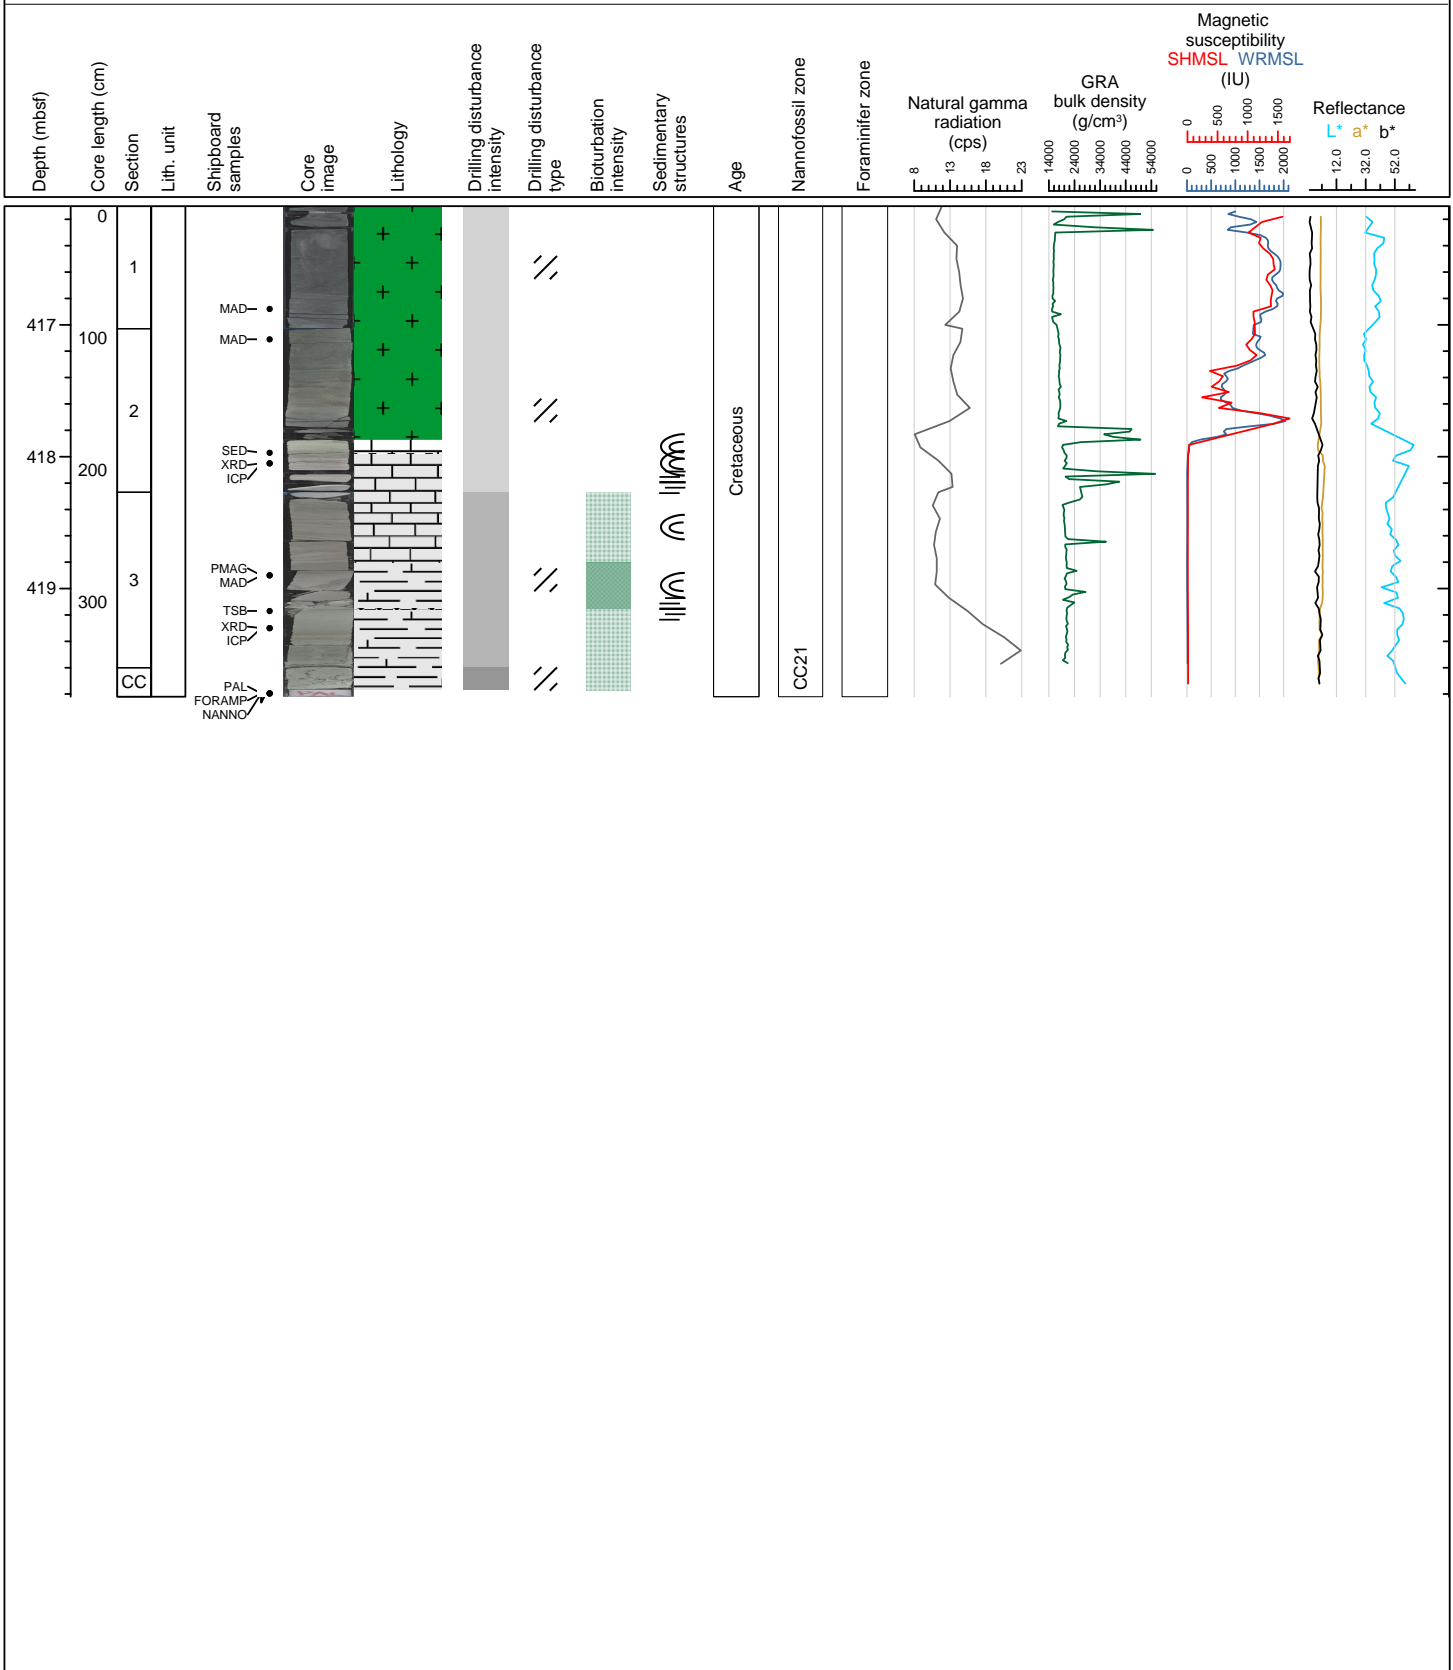 Depth (mbsf)
Core length (cm)
Section
Lith. unit
Shipboard
samples
Core
image
Lithology
Drilling disturbance
intensity
Drilling disturbance
type
Bioturbation
intensity
Sedimentary
structures
Age
Nannofossil zone
Foraminifer zone
Natural gamma
radiation
(cps)
8 13 18 23
GRA
bulk density
(g/cm³)
14000 24000 34000 44000 54000
Magnetic
susceptibility
SHMSL WRMSL
(IU)
0 500 1000 1500
0 500 1000 1500 2000
Reflectance
L* a* b*
12.0 32.0 52.0
417
418
419
0
100
200
300
1
2
3
CC
MAD
MAD
SED
XRD
ICP
PMAG
MAD
TSB
XRD
ICP
PAL
FORAMP
NANNO
Cretaceous
CC21